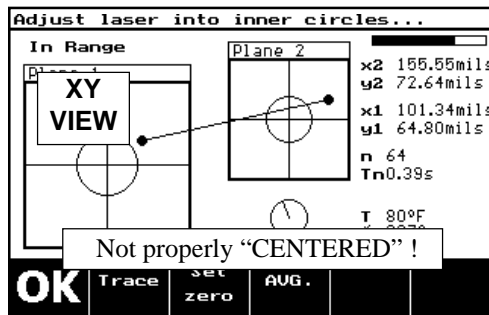 Adjust laser into inner circles...
In Range
Plane 2
x2 155.55mils
y2 72.64mils
XY
VIEW
x1 101.34mils
y1 64.80mils
n 64
Tn0.39s
T 80ºF
Not properly “CENTERED” !
OK
Trace
Set
zero
AVG.